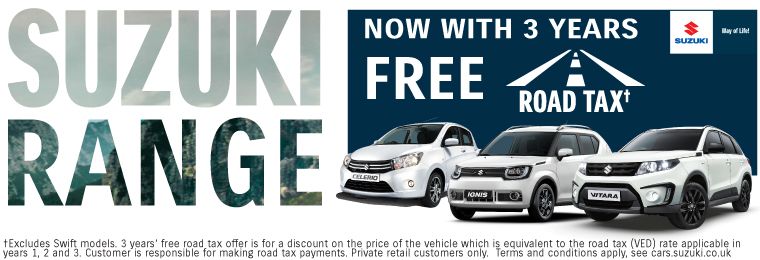 SUZUKI
RANGE
NOW WITH 3 YEARS
FREE
ROAD TAX†
SUZUKI
Way of Life!
CELERIO
IGNIS
VITARA
†Excludes Swift models. 3 years' free road tax offer is for a discount on the price of the vehicle which is equivalent to the road tax (VED) rate applicable in
years 1, 2 and 3. Customer is responsible for making road tax payments. Private retail customers only. Terms and conditions apply, see cars.suzuki.co.uk